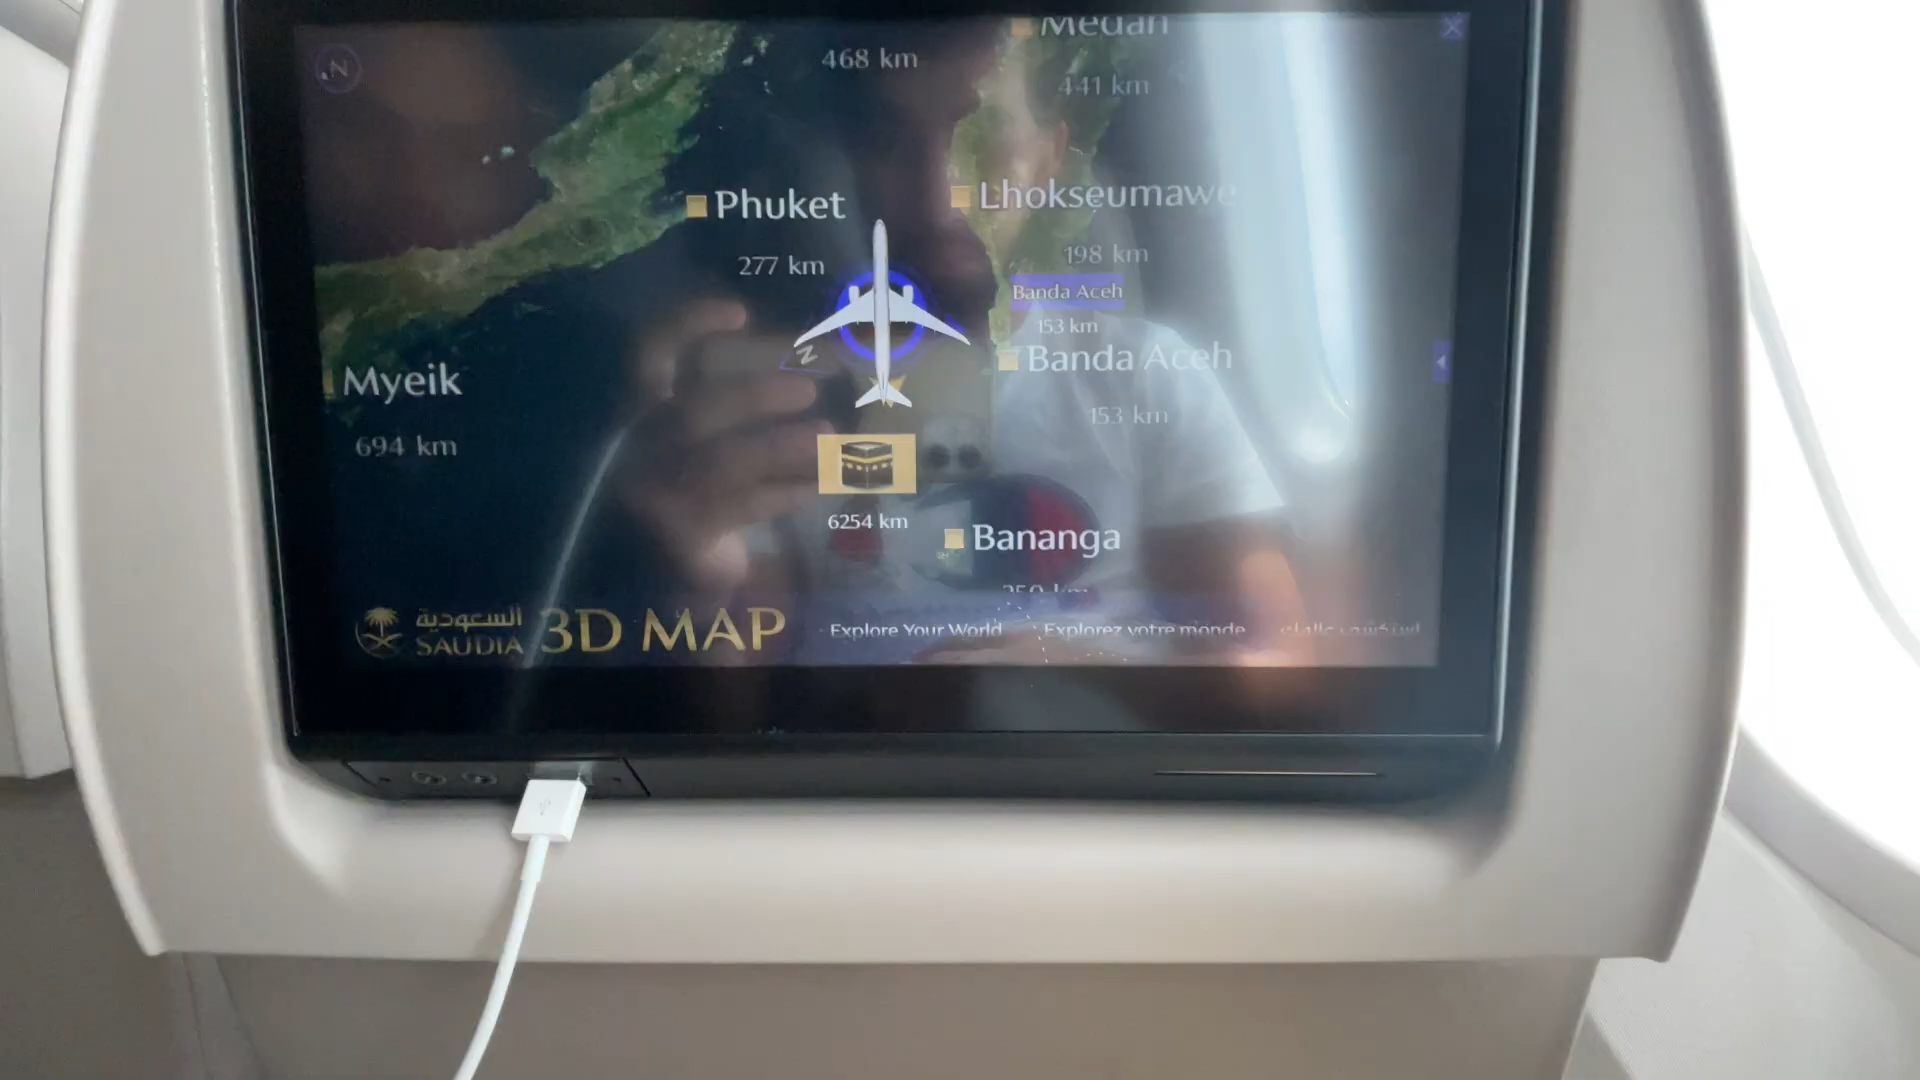 Medan
468 km
441 km
N
Phuket
277 km
Lhokseumawe
198 km
Banda Aceh
153 km
Banda Aceh
153 km
N
Myeik
694 km
6254 km
Bananga
السعودية
SAUDIA
3D MAP
Explore Your World
Explorez votre monde